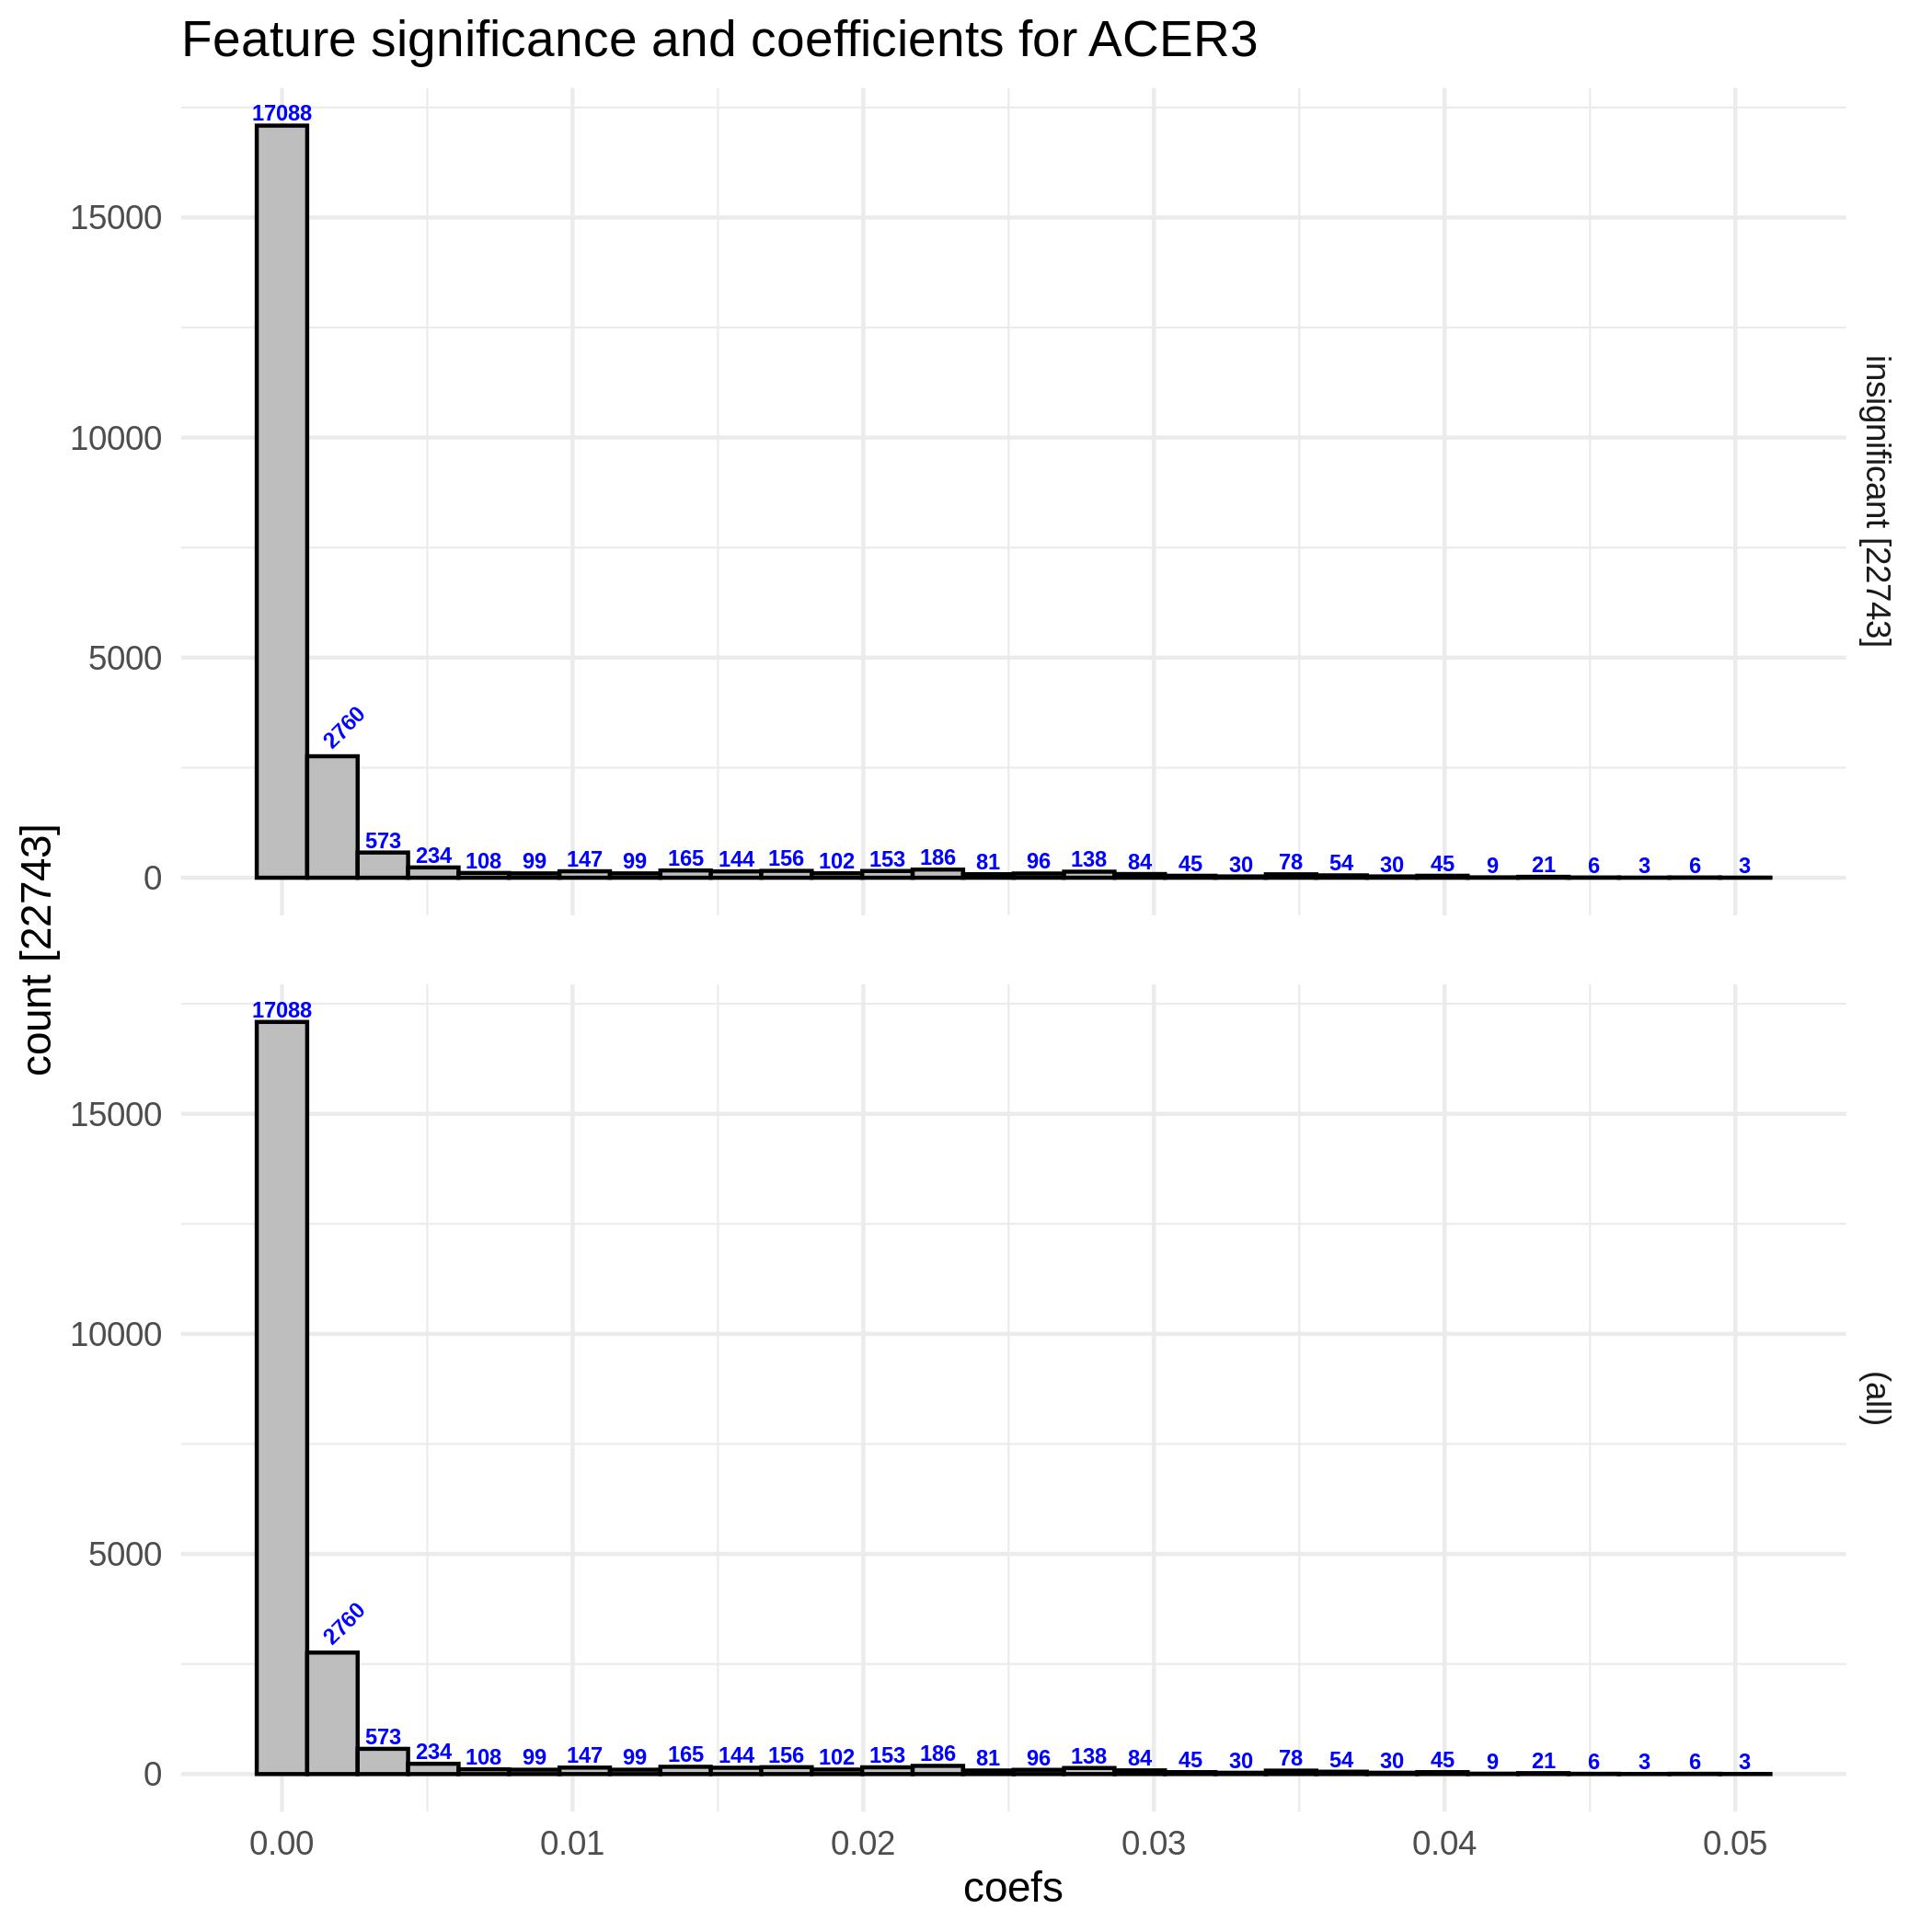 Feature significance and coefficients for ACER3
count [22743]
17088
15000
10000
5000
0
2760
573 234 108 99 147 99 165 144 156 102 153 186 81 96 138 84 45 30 78 54 30 45 9 21 6 3 6 3
insignificant [22743]
17088
15000
10000
5000
0
2760
573 234 108 99 147 99 165 144 156 102 153 186 81 96 138 84 45 30 78 54 30 45 9 21 6 3 6 3
(all)
0.00 0.01 0.02 0.03 0.04 0.05
coefs